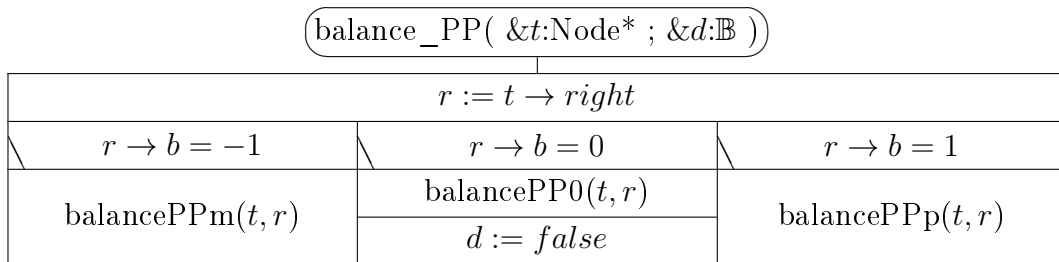 balance_PP( &t:Node* ; &d:𝔹 )
r := t → right
r → b = −1
r → b = 0
r → b = 1
balancePPm(t, r)
balancePP0(t, r)
d := false
balancePPp(t, r)